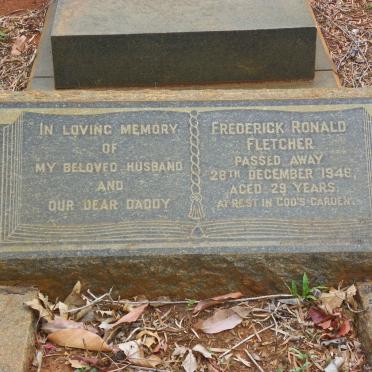 IN LOVING MEMORY
OF
MY BELOVED HUSBAND
AND
OUR DEAR DADDY
FREDERICK RONALD
FLETCHER
PASSED AWAY
28TH DECEMBER 1948,
AGED 29 YEARS.
AT REST IN GOD'S GARDEN.